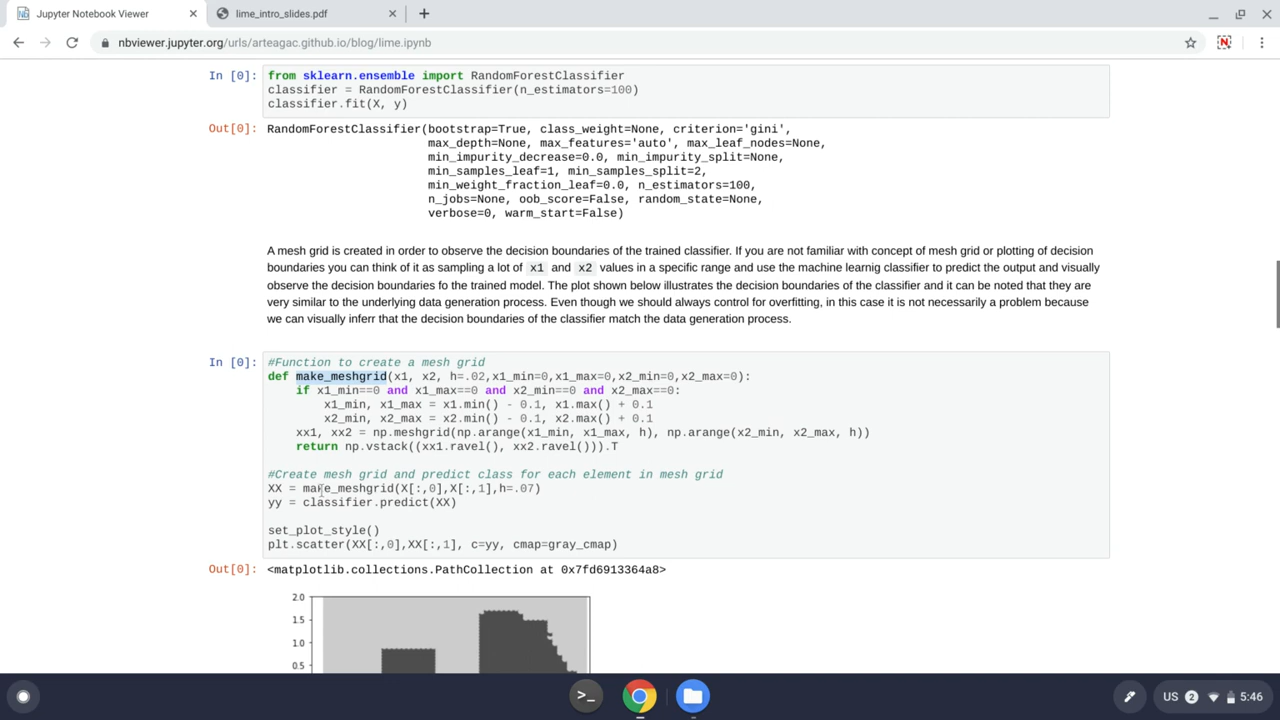 Jupyter Notebook Viewer
lime_intro_slides.pdf
nbviewer.jupyter.org/urls/arteagac.github.io/blog/lime.ipynb
In [0]: from sklearn.ensemble import RandomForestClassifier
classifier = RandomForestClassifier(n_estimators=100)
classifier.fit(X, y)
Out[0]: RandomForestClassifier(bootstrap=True, class_weight=None, criterion='gini',
max_depth=None, max_features='auto', max_leaf_nodes=None,
min_impurity_decrease=0.0, min_impurity_split=None,
min_samples_leaf=1, min_samples_split=2,
min_weight_fraction_leaf=0.0, n_estimators=100,
n_jobs=None, oob_score=False, random_state=None,
verbose=0, warm_start=False)
A mesh grid is created in order to observe the decision boundaries of the trained classifier. If you are not familiar with concept of mesh grid or plotting of decision
boundaries you can think of it as sampling a lot of x1 and x2 values in a specific range and use the machine learnig classifier to predict the output and visually
observe the decision boundaries fo the trained model. The plot shown below illustrates the decision boundaries of the classifier and it can be noted that they are
very similar to the underlying data generation process. Even though we should always control for overfitting, in this case it is not necessarily a problem because
we can visually inferr that the decision boundaries of the classifier match the data generation process.
In [0]: #Function to create a mesh grid
def make_meshgrid(x1, x2, h=.02,x1_min=0,x1_max=0,x2_min=0,x2_max=0):
if x1_min==0 and x1_max==0 and x2_min==0 and x2_max==0:
x1_min, x1_max = x1.min() - 0.1, x1.max() + 0.1
x2_min, x2_max = x2.min() - 0.1, x2.max() + 0.1
xx1, xx2 = np.meshgrid(np.arange(x1_min, x1_max, h), np.arange(x2_min, x2_max, h))
return np.vstack((xx1.ravel(), xx2.ravel())).T
#Create mesh grid and predict class for each element in mesh grid
XX = make_meshgrid(X[:,0],X[:,1],h=.07)
yy = classifier.predict(XX)
set_plot_style()
plt.scatter(XX[:,0],XX[:,1], c=yy, cmap=gray_cmap)
Out[0]: <matplotlib.collections.PathCollection at 0x7fd6913364a8>
2.0
1.5
1.0
0.5
US 2 5:46